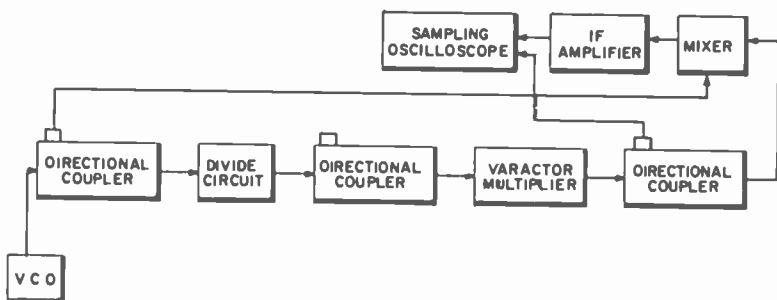 SAMPLING
OSCILLOSCOPE
IF
AMPLIFIER
MIXER
OIRECTIONAL
COUPLER
DIVIDE
CIRCUIT
OIRECTIONAL
COUPLER
VARACTOR
MULTIPLIER
OIRECTIONAL
COUPLER
VCO